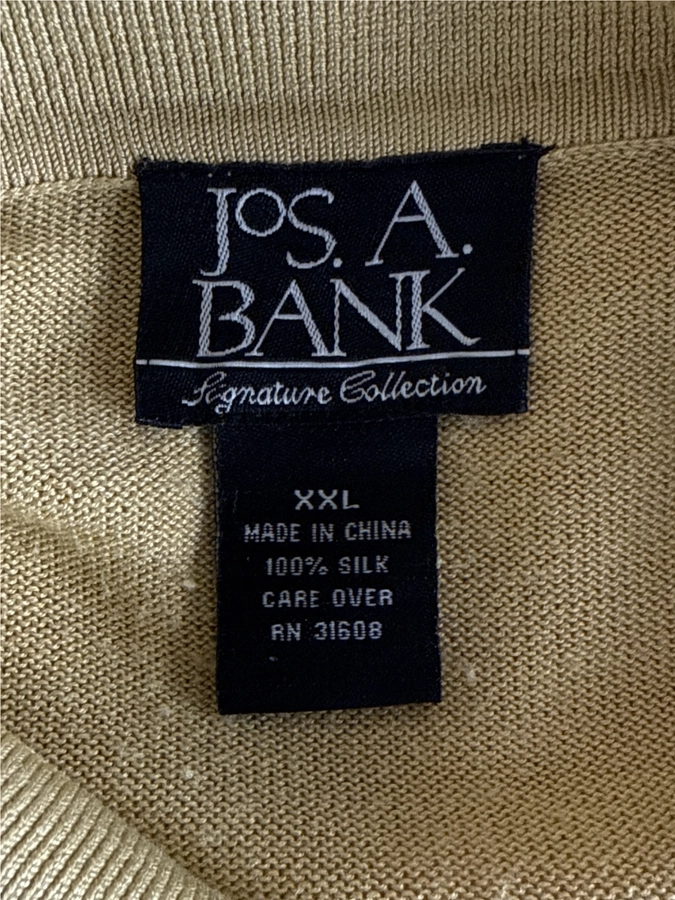 JOS. A.
BANK
Signature Collection
XXL
MADE IN CHINA
100% SILK
CARE OVER
RN 31608